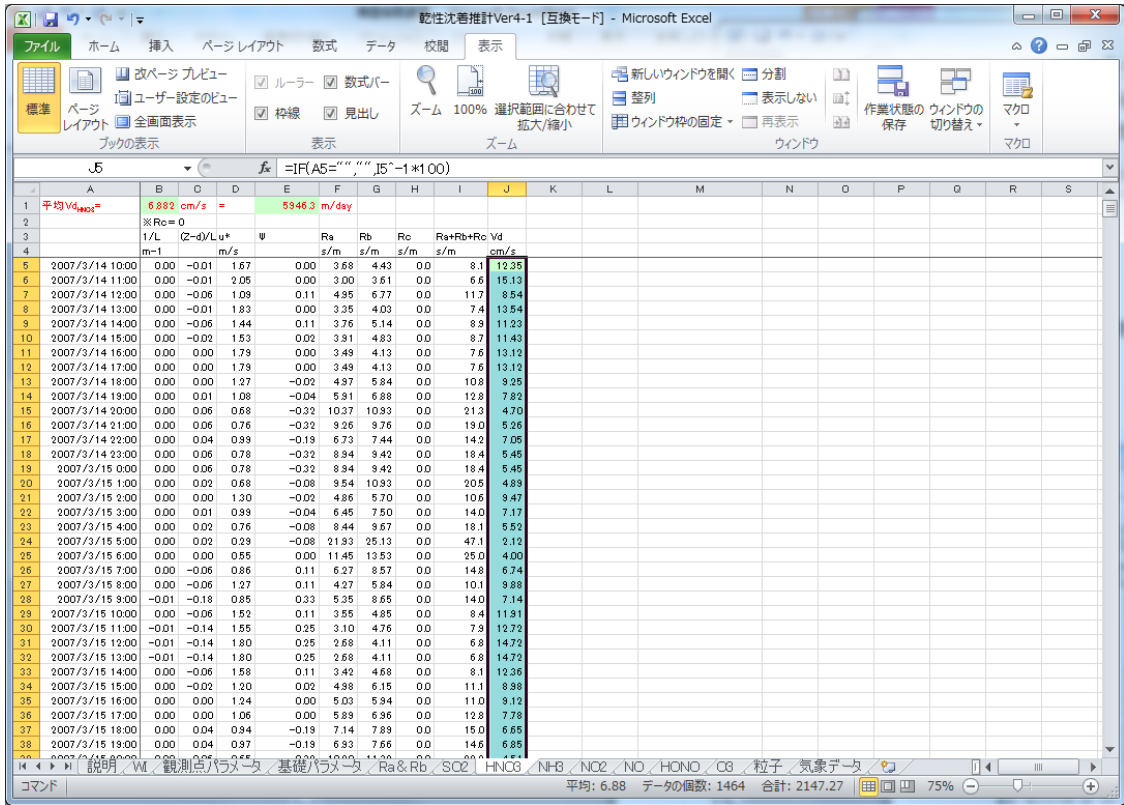 乾性沈着推計Ver4-1 [互換モード] - Microsoft Excel
ファイル ホーム 挿入 ページ レイアウト 数式 データ 校閲 表示
標準 ページ レイアウト 改ページ プレビュー ユーザー設定のビュー 全画面表示
ルーラー 数式バー 枠線 見出し
ズーム 100% 選択範囲に合わせて 拡大/縮小
新しいウィンドウを開く 整列 ウィンドウ枠の固定 分割 表示しない 再表示
作業状態の 保存 ウィンドウの 切り替え マクロ
ブックの表示 表示 ズーム ウィンドウ マクロ
J5 fx =IF(A5="","",I5^-1*100)
A B C D E F G H I J K L M N O P Q R S
1 平均Vd HNO3= 6.882 cm/s = 5946.3 m/day
2 ※Rc=0
3 1/L (Z-d)/L u* Ψ Ra Rb Rc Ra+Rb+Rc Vd
4 m-1 m/s s/m s/m s/m s/m cm/s
5 2007/3/14 10:00 0.00 -0.01 1.67 0.00 3.68 4.43 0.0 8.1 12.35
6 2007/3/14 11:00 0.00 -0.01 2.05 0.00 3.00 3.61 0.0 6.6 15.13
7 2007/3/14 12:00 0.00 -0.06 1.09 0.11 4.95 6.77 0.0 11.7 8.54
8 2007/3/14 13:00 0.00 -0.01 1.83 0.00 3.35 4.03 0.0 7.4 13.54
9 2007/3/14 14:00 0.00 -0.06 1.44 0.11 3.76 5.14 0.0 8.9 11.23
10 2007/3/14 15:00 0.00 -0.02 1.53 0.02 3.91 4.83 0.0 8.7 11.43
11 2007/3/14 16:00 0.00 0.00 1.79 0.00 3.49 4.13 0.0 7.6 13.12
12 2007/3/14 17:00 0.00 0.00 1.79 0.00 3.49 4.13 0.0 7.6 13.12
13 2007/3/14 18:00 0.00 0.00 1.27 -0.02 4.97 5.84 0.0 10.8 9.25
14 2007/3/14 19:00 0.00 0.01 1.08 -0.04 5.91 6.88 0.0 12.8 7.82
15 2007/3/14 20:00 0.00 0.06 0.68 -0.32 10.37 10.93 0.0 21.3 4.70
16 2007/3/14 21:00 0.00 0.06 0.76 -0.32 9.26 9.76 0.0 19.0 5.26
17 2007/3/14 22:00 0.00 0.04 0.99 -0.19 6.73 7.44 0.0 14.2 7.05
18 2007/3/14 23:00 0.00 0.06 0.78 -0.32 8.94 9.42 0.0 18.4 5.45
19 2007/3/15 0:00 0.00 0.06 0.78 -0.32 8.94 9.42 0.0 18.4 5.45
20 2007/3/15 1:00 0.00 0.02 0.68 -0.08 9.54 10.93 0.0 20.5 4.89
21 2007/3/15 2:00 0.00 0.00 1.30 -0.02 4.86 5.70 0.0 10.6 9.47
22 2007/3/15 3:00 0.00 0.01 0.99 -0.04 6.45 7.50 0.0 14.0 7.17
23 2007/3/15 4:00 0.00 0.02 0.76 -0.08 8.44 9.67 0.0 18.1 5.52
24 2007/3/15 5:00 0.00 0.02 0.29 -0.08 21.93 25.13 0.0 47.1 2.12
25 2007/3/15 6:00 0.00 0.00 0.55 0.00 11.45 13.53 0.0 25.0 4.00
26 2007/3/15 7:00 0.00 -0.06 0.86 0.11 6.27 8.57 0.0 14.8 6.74
27 2007/3/15 8:00 0.00 -0.06 1.27 0.11 4.27 5.84 0.0 10.1 9.88
28 2007/3/15 9:00 -0.01 -0.18 0.85 0.33 5.35 8.65 0.0 14.0 7.14
29 2007/3/15 10:00 0.00 -0.06 1.52 0.11 3.55 4.85 0.0 8.4 11.91
30 2007/3/15 11:00 -0.01 -0.14 1.55 0.25 3.10 4.76 0.0 7.9 12.72
31 2007/3/15 12:00 -0.01 -0.14 1.80 0.25 2.68 4.11 0.0 6.8 14.72
32 2007/3/15 13:00 -0.01 -0.14 1.80 0.25 2.68 4.11 0.0 6.8 14.72
33 2007/3/15 14:00 0.00 -0.06 1.58 0.11 3.42 4.68 0.0 8.1 12.36
34 2007/3/15 15:00 0.00 -0.02 1.20 0.02 4.98 6.15 0.0 11.1 8.98
35 2007/3/15 16:00 0.00 0.00 1.24 0.00 5.03 5.94 0.0 11.0 9.12
36 2007/3/15 17:00 0.00 0.00 1.06 0.00 5.89 6.96 0.0 12.8 7.78
37 2007/3/15 18:00 0.00 0.04 0.94 -0.19 7.14 7.89 0.0 15.0 6.65
38 2007/3/15 19:00 0.00 0.04 0.97 -0.19 6.93 7.66 0.0 14.6 6.85
説明 WI 観測点パラメータ 基礎パラメータ Ra&Rb SO2 HNO3 NH3 NO2 NO HONO O3 粒子 気象データ
コマンド 平均: 6.88 データの個数: 1464 合計: 2147.27 75%